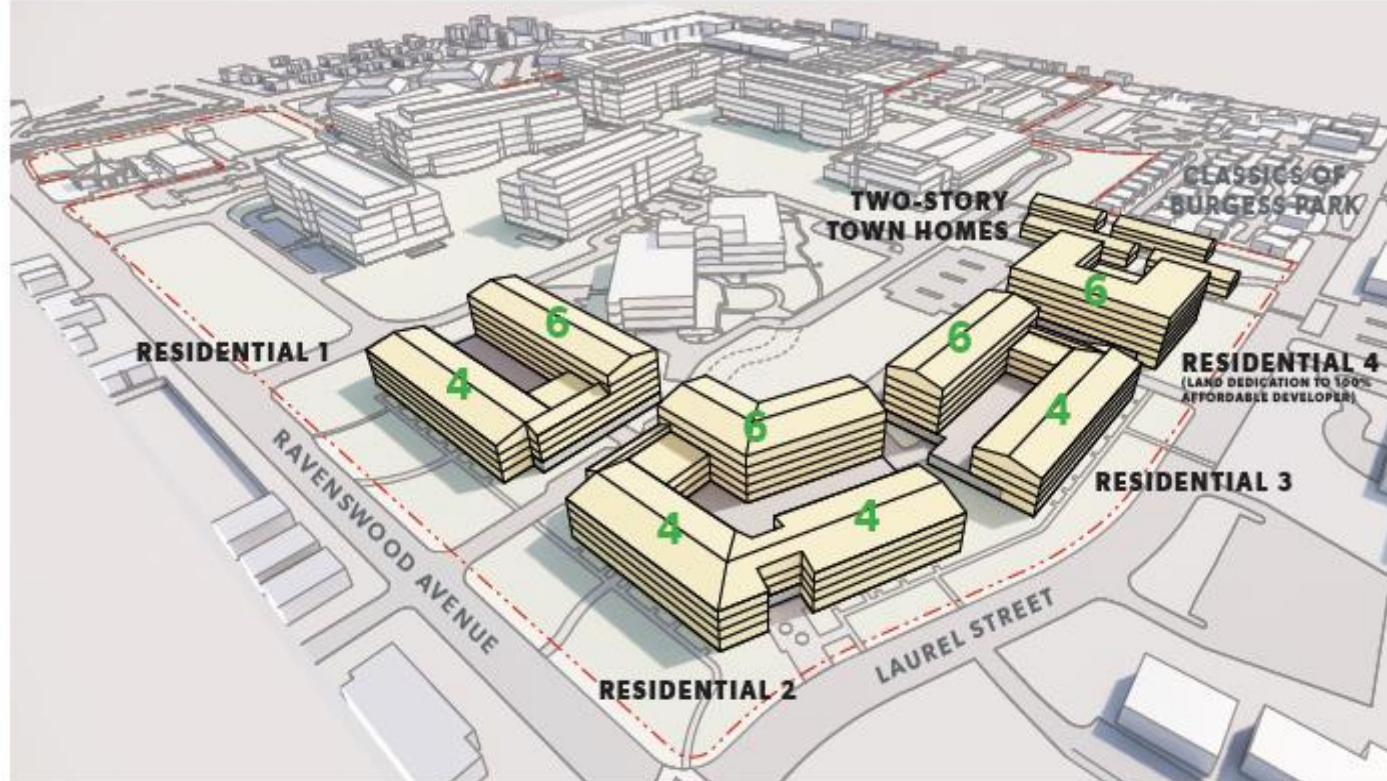 CLASSICS OF
BURGESS PARK
TWO-STORY
TOWN HOMES
6
6
6
RESIDENTIAL 1
4
RESIDENTIAL 4
(LAND DEDICATION TO 100%
AFFORDABLE DEVELOPER)
4
6
RESIDENTIAL 3
4
4
RAVENSWOOD AVENUE
LAUREL STREET
RESIDENTIAL 2